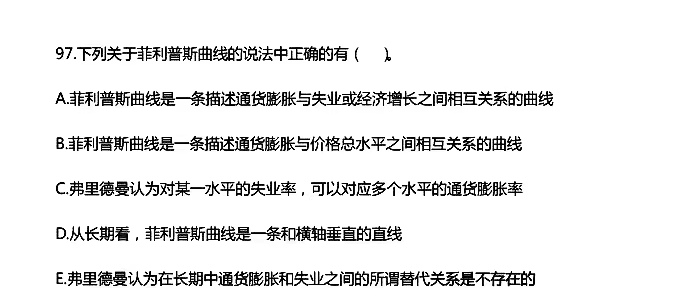 97.下列关于菲利普斯曲线的说法中正确的有（　）。
A.菲利普斯曲线是一条描述通货膨胀与失业或经济增长之间相互关系的曲线
B.菲利普斯曲线是一条描述通货膨胀与价格总水平之间相互关系的曲线
C.弗里德曼认为对某一水平的失业率，可以对应多个水平的通货膨胀率
D.从长期看，菲利普斯曲线是一条和横轴垂直的直线
E.弗里德曼认为在长期中通货膨胀和失业之间的所谓替代关系是不存在的